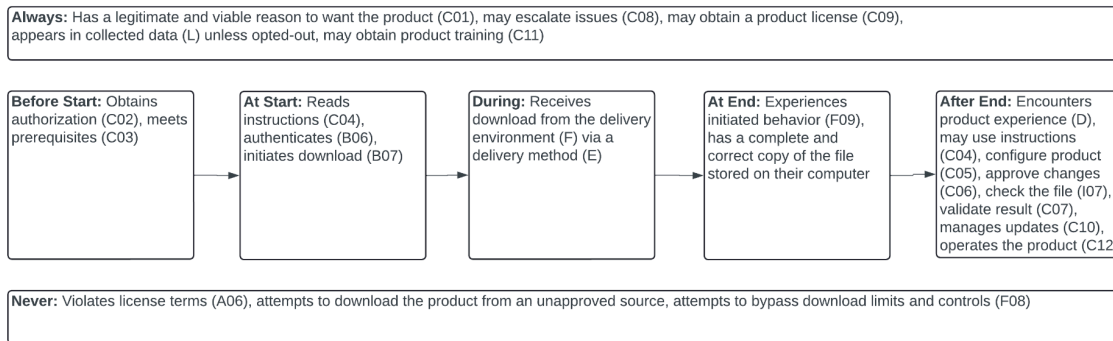 Always: Has a legitimate and viable reason to want the product (C01), may escalate issues (C08), may obtain a product license (C09),
appears in collected data (L) unless opted-out, may obtain product training (C11)
Before Start: Obtains
authorization (C02), meets
prerequisites (C03)
At Start: Reads
instructions (C04),
authenticates (B06),
initiates download (B07)
During: Receives
download from the delivery
environment (F) via a
delivery method (E)
At End: Experiences
initiated behavior (F09),
has a complete and
correct copy of the file
stored on their computer
After End: Encounters
product experience (D),
may use instructions
(C04), configure product
(C05), approve changes
(C06), check the file (I07),
validate result (C07),
manages updates (C10),
operates the product (C12
Never: Violates license terms (A06), attempts to download the product from an unapproved source, attempts to bypass download limits and controls (F08)